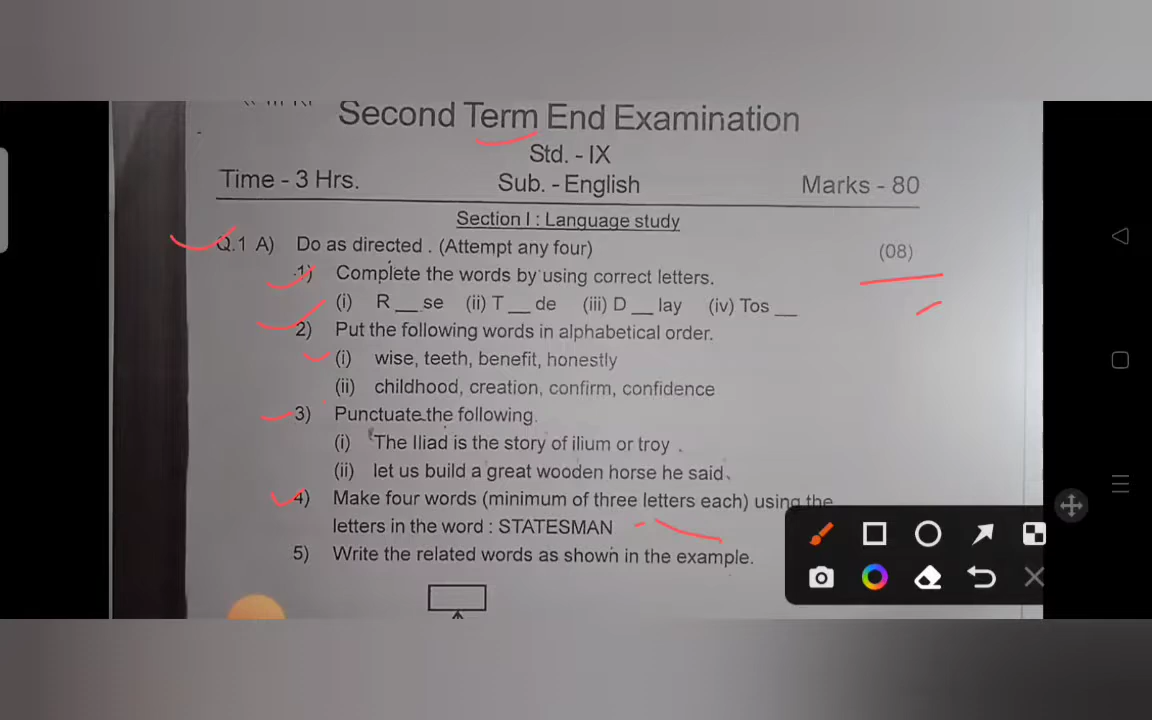 Second Term End Examination
Std. - IX
Time - 3 Hrs. Sub. - English Marks - 80
Section I : Language study
Q.1 A) Do as directed . (Attempt any four) (08)
1) Complete the words by using correct letters.
(i) R __ se (ii) T __ de (iii) D __ lay (iv) Tos __
2) Put the following words in alphabetical order.
(i) wise, teeth, benefit, honestly
(ii) childhood, creation, confirm, confidence
3) Punctuate the following.
(i) The Iliad is the story of ilium or troy .
(ii) let us build a great wooden horse he said.
4) Make four words (minimum of three letters each) using the
letters in the word : STATESMAN
5) Write the related words as shown in the example.